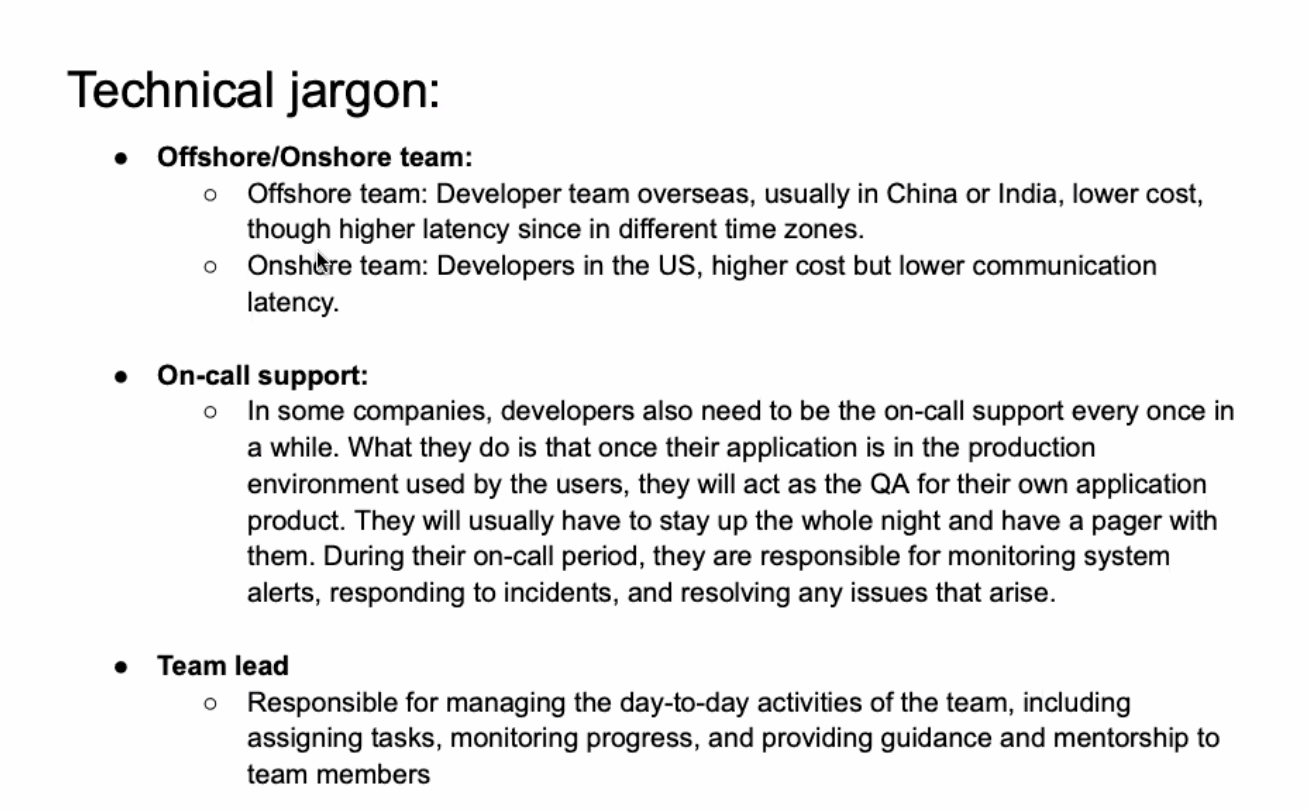 Technical jargon:
● Offshore/Onshore team:
○ Offshore team: Developer team overseas, usually in China or India, lower cost,
though higher latency since in different time zones.
○ Onshore team: Developers in the US, higher cost but lower communication
latency.
● On-call support:
○ In some companies, developers also need to be the on-call support every once in
a while. What they do is that once their application is in the production
environment used by the users, they will act as the QA for their own application
product. They will usually have to stay up the whole night and have a pager with
them. During their on-call period, they are responsible for monitoring system
alerts, responding to incidents, and resolving any issues that arise.
● Team lead
○ Responsible for managing the day-to-day activities of the team, including
assigning tasks, monitoring progress, and providing guidance and mentorship to
team members